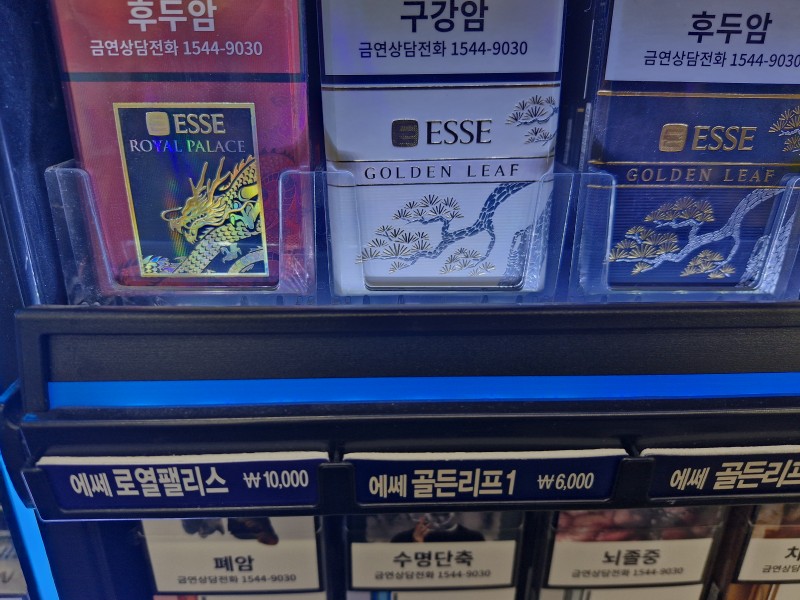 후두암
금연상담전화 1544-9030
ESSE
ROYAL PALACE
구강암
금연상담전화 1544-9030
ESSE
GOLDEN LEAF
후두암
금연상담전화 1544-9030
ESSE
GOLDEN LEAF
에쎄 로열팰리스 ₩10,000
에쎄 골든리프1 ₩6,000
에쎄 골든리프
폐암
금연상담전화 1544-9030
수명단축
금연상담전화 1544-9030
뇌졸중
금연상담전화 1544-9030
금연상담